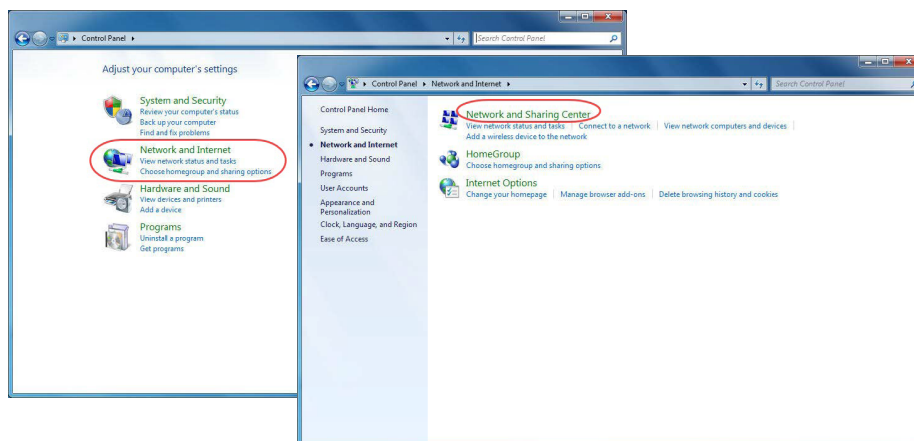 Control Panel
Search Control Panel
Adjust your computer's settings
System and Security
Review your computer's status
Back up your computer
Find and fix problems
Network and Internet
View network status and tasks
Choose homegroup and sharing options
Hardware and Sound
View devices and printers
Add a device
Programs
Uninstall a program
Get programs
Control Panel Network and Internet
Search Control Panel
Control Panel Home
System and Security
Network and Internet
Hardware and Sound
Programs
User Accounts
Appearance and
Personalization
Clock, Language, and Region
Ease of Access
Network and Sharing Center
View network status and tasks Connect to a network View network computers and devices
Add a wireless device to the network
HomeGroup
Choose homegroup and sharing options
Internet Options
Change your homepage Manage browser add-ons Delete browsing history and cookies